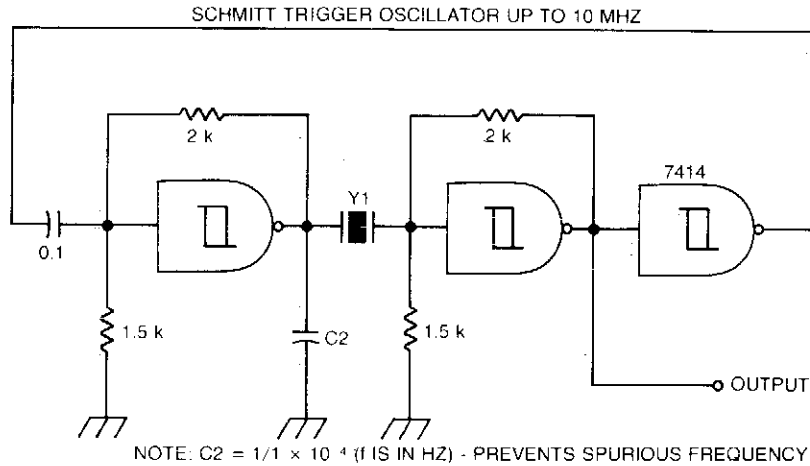 SCHMITT TRIGGER OSCILLATOR UP TO 10 MHZ
2 k
2 k
7414
Y1
0.1
1.5 k
C2
1.5 k
OUTPUT
NOTE: C2 = 1/1 × 10⁻⁴ (f IS IN HZ) - PREVENTS SPURIOUS FREQUENCY